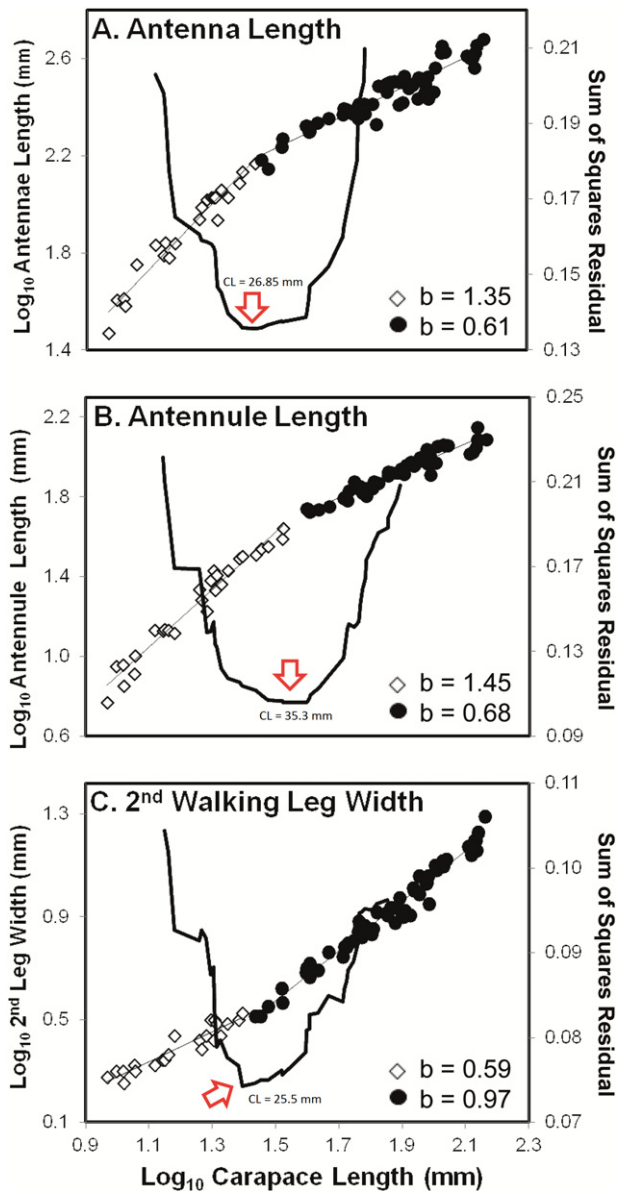 A. Antenna Length
Log10 Antennae Length (mm)
2.6
2.2
1.8
1.4
0.21
0.19
0.17
0.15
0.13
Sum of Squares Residual
CL = 26.85 mm
b = 1.35
b = 0.61
B. Antennule Length
Log10 Antennule Length (mm)
2.2
1.8
1.4
1.0
0.6
0.25
0.21
0.17
0.13
0.09
Sum of Squares Residual
CL = 35.3 mm
b = 1.45
b = 0.68
C. 2nd Walking Leg Width
Log10 2nd Leg Width (mm)
1.3
0.9
0.5
0.1
0.11
0.10
0.09
0.08
0.07
Sum of Squares Residual
CL = 25.5 mm
b = 0.59
b = 0.97
0.9 1.1 1.3 1.5 1.7 1.9 2.1 2.3
Log10 Carapace Length (mm)